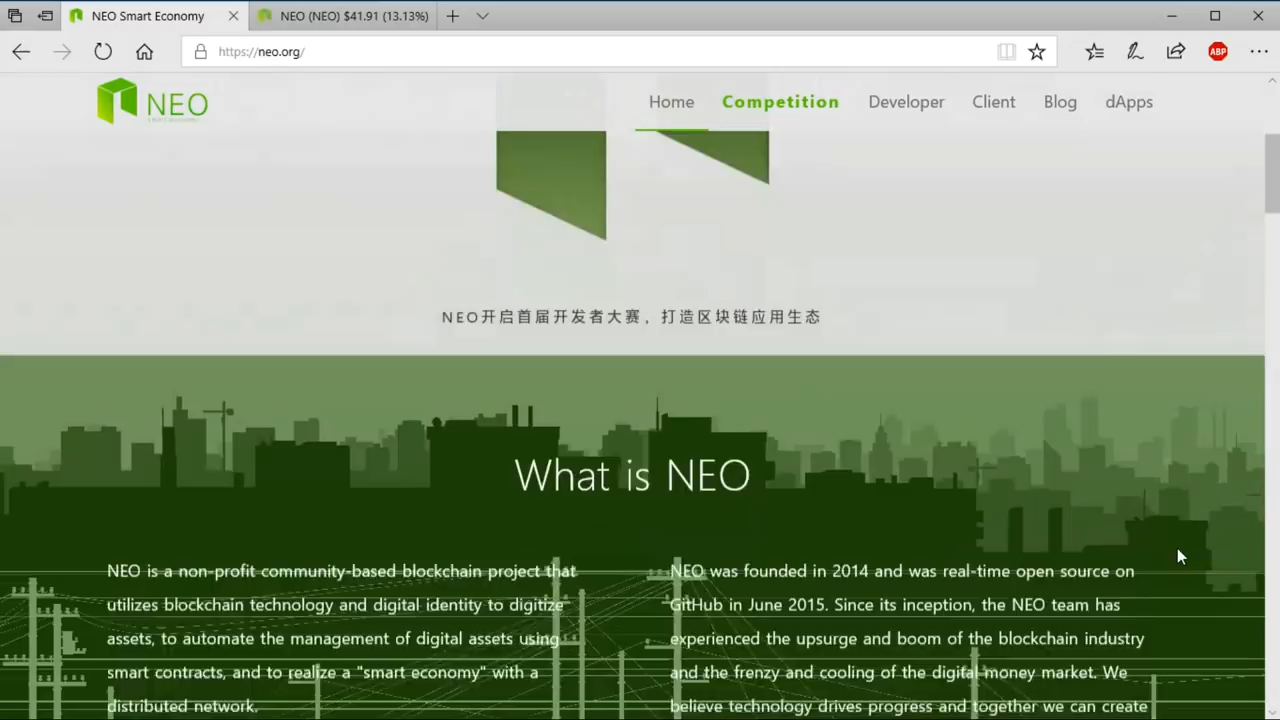 NEO Smart Economy
NEO (NEO) $41.91 (13.13%)
https://neo.org/
ABP
NEO
Home
Competition
Developer
Client
Blog
dApps
NEO开启首届开发者大赛，打造区块链应用生态
What is NEO
NEO is a non-profit community-based blockchain project that
utilizes blockchain technology and digital identity to digitize
assets, to automate the management of digital assets using
smart contracts, and to realize a "smart economy" with a
distributed network.
NEO was founded in 2014 and was real-time open source on
GitHub in June 2015. Since its inception, the NEO team has
experienced the upsurge and boom of the blockchain industry
and the frenzy and cooling of the digital money market. We
believe technology drives progress and together we can create